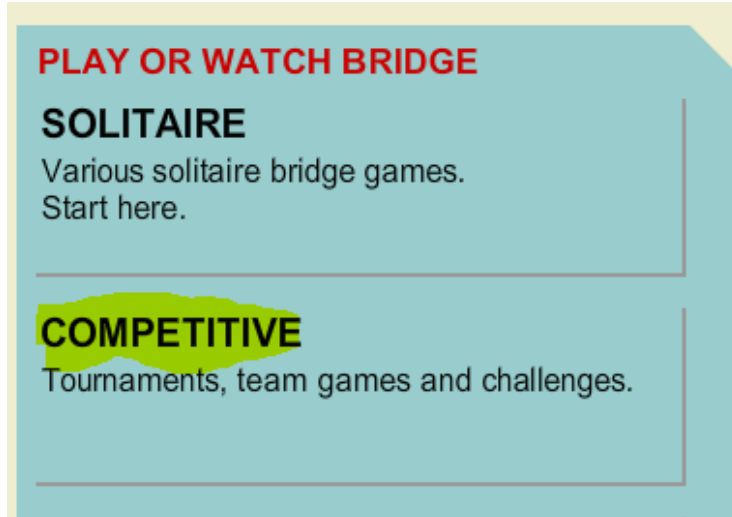 PLAY OR WATCH BRIDGE
SOLITAIRE
Various solitaire bridge games.
Start here.
COMPETITIVE
Tournaments, team games and challenges.